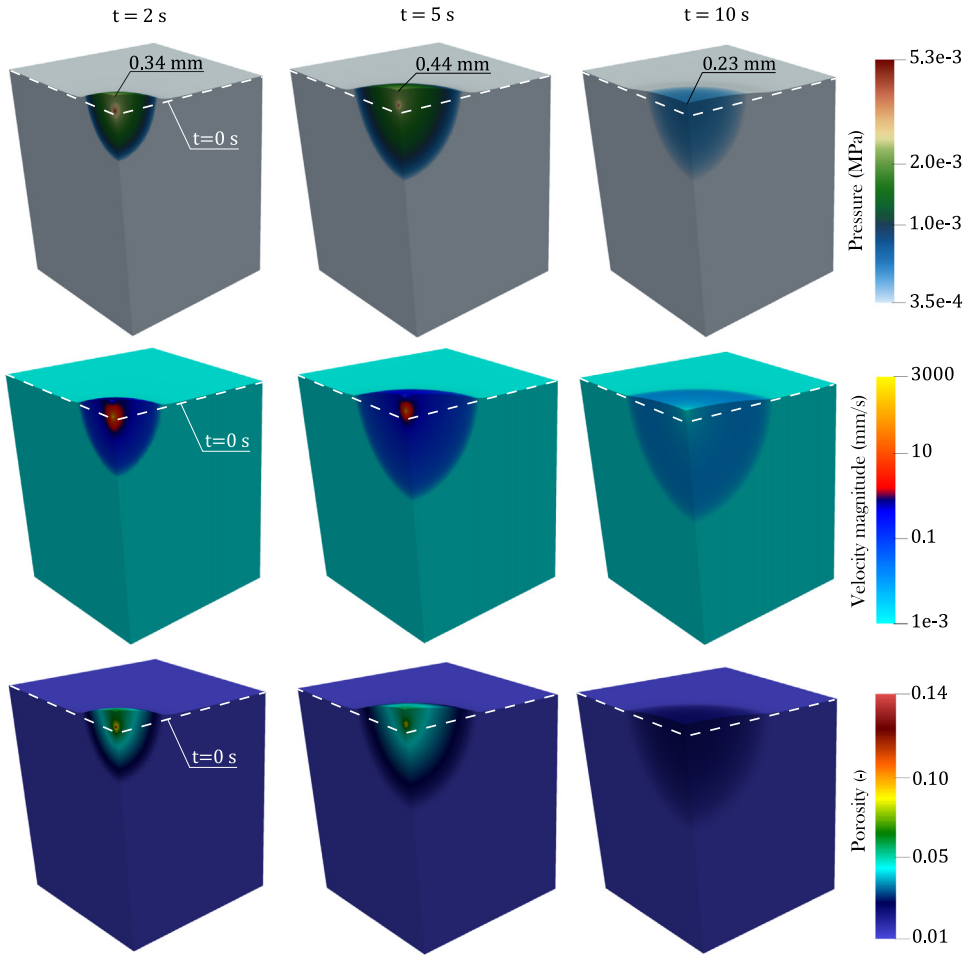 t = 2 s
t = 5 s
t = 10 s
0.34 mm
0.44 mm
0.23 mm
t=0 s
Pressure (MPa)
5.3e-3
2.0e-3
1.0e-3
3.5e-4
t=0 s
Velocity magnitude (mm/s)
3000
10
0.1
1e-3
t=0 s
Porosity (-)
0.14
0.10
0.05
0.01